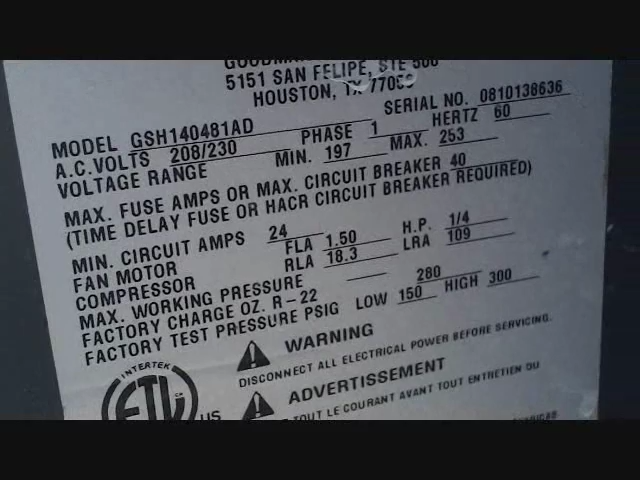 5151 SAN FELIPE, STE 500
HOUSTON, TX
MODEL GSH140481AD SERIAL NO. 0810138636
A.C.VOLTS 208/230 PHASE 1 HERTZ 60
VOLTAGE RANGE MIN. 197 MAX. 253
MAX. FUSE AMPS OR MAX. CIRCUIT BREAKER 40
(TIME DELAY FUSE OR HACR CIRCUIT BREAKER REQUIRED)
MIN. CIRCUIT AMPS 24
FAN MOTOR FLA 1.50 H.P. 1/4
COMPRESSOR RLA 18.3 LRA 109
MAX. WORKING PRESSURE
FACTORY CHARGE OZ. R-22 280
FACTORY TEST PRESSURE PSIG LOW 150 HIGH 300
WARNING
DISCONNECT ALL ELECTRICAL POWER BEFORE SERVICING.
ADVERTISSEMENT
TOUT LE COURANT AVANT TOUT ENTRETIEN OU
INTERTEK
ETL
US